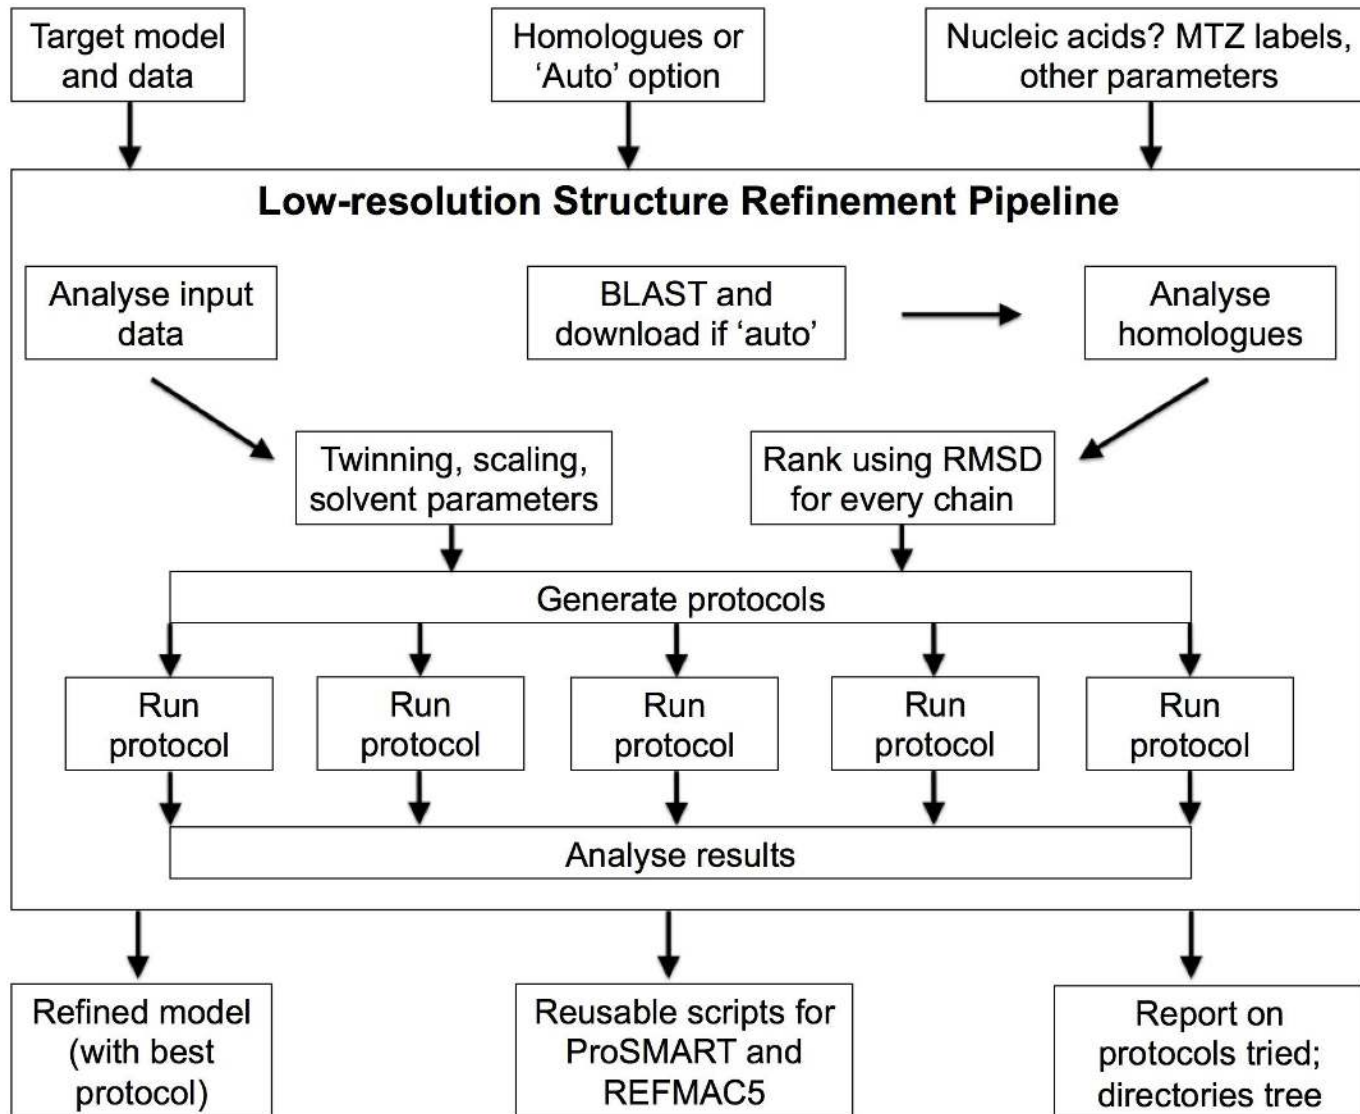 Target model
and data
Homologues or
‘Auto’ option
Nucleic acids? MTZ labels,
other parameters
Low-resolution Structure Refinement Pipeline
Analyse input
data
BLAST and
download if ‘auto’
Analyse
homologues
Twinning, scaling,
solvent parameters
Rank using RMSD
for every chain
Generate protocols
Run
protocol
Run
protocol
Run
protocol
Run
protocol
Run
protocol
Analyse results
Refined model
(with best
protocol)
Reusable scripts for
ProSMART and
REFMAC5
Report on
protocols tried;
directories tree